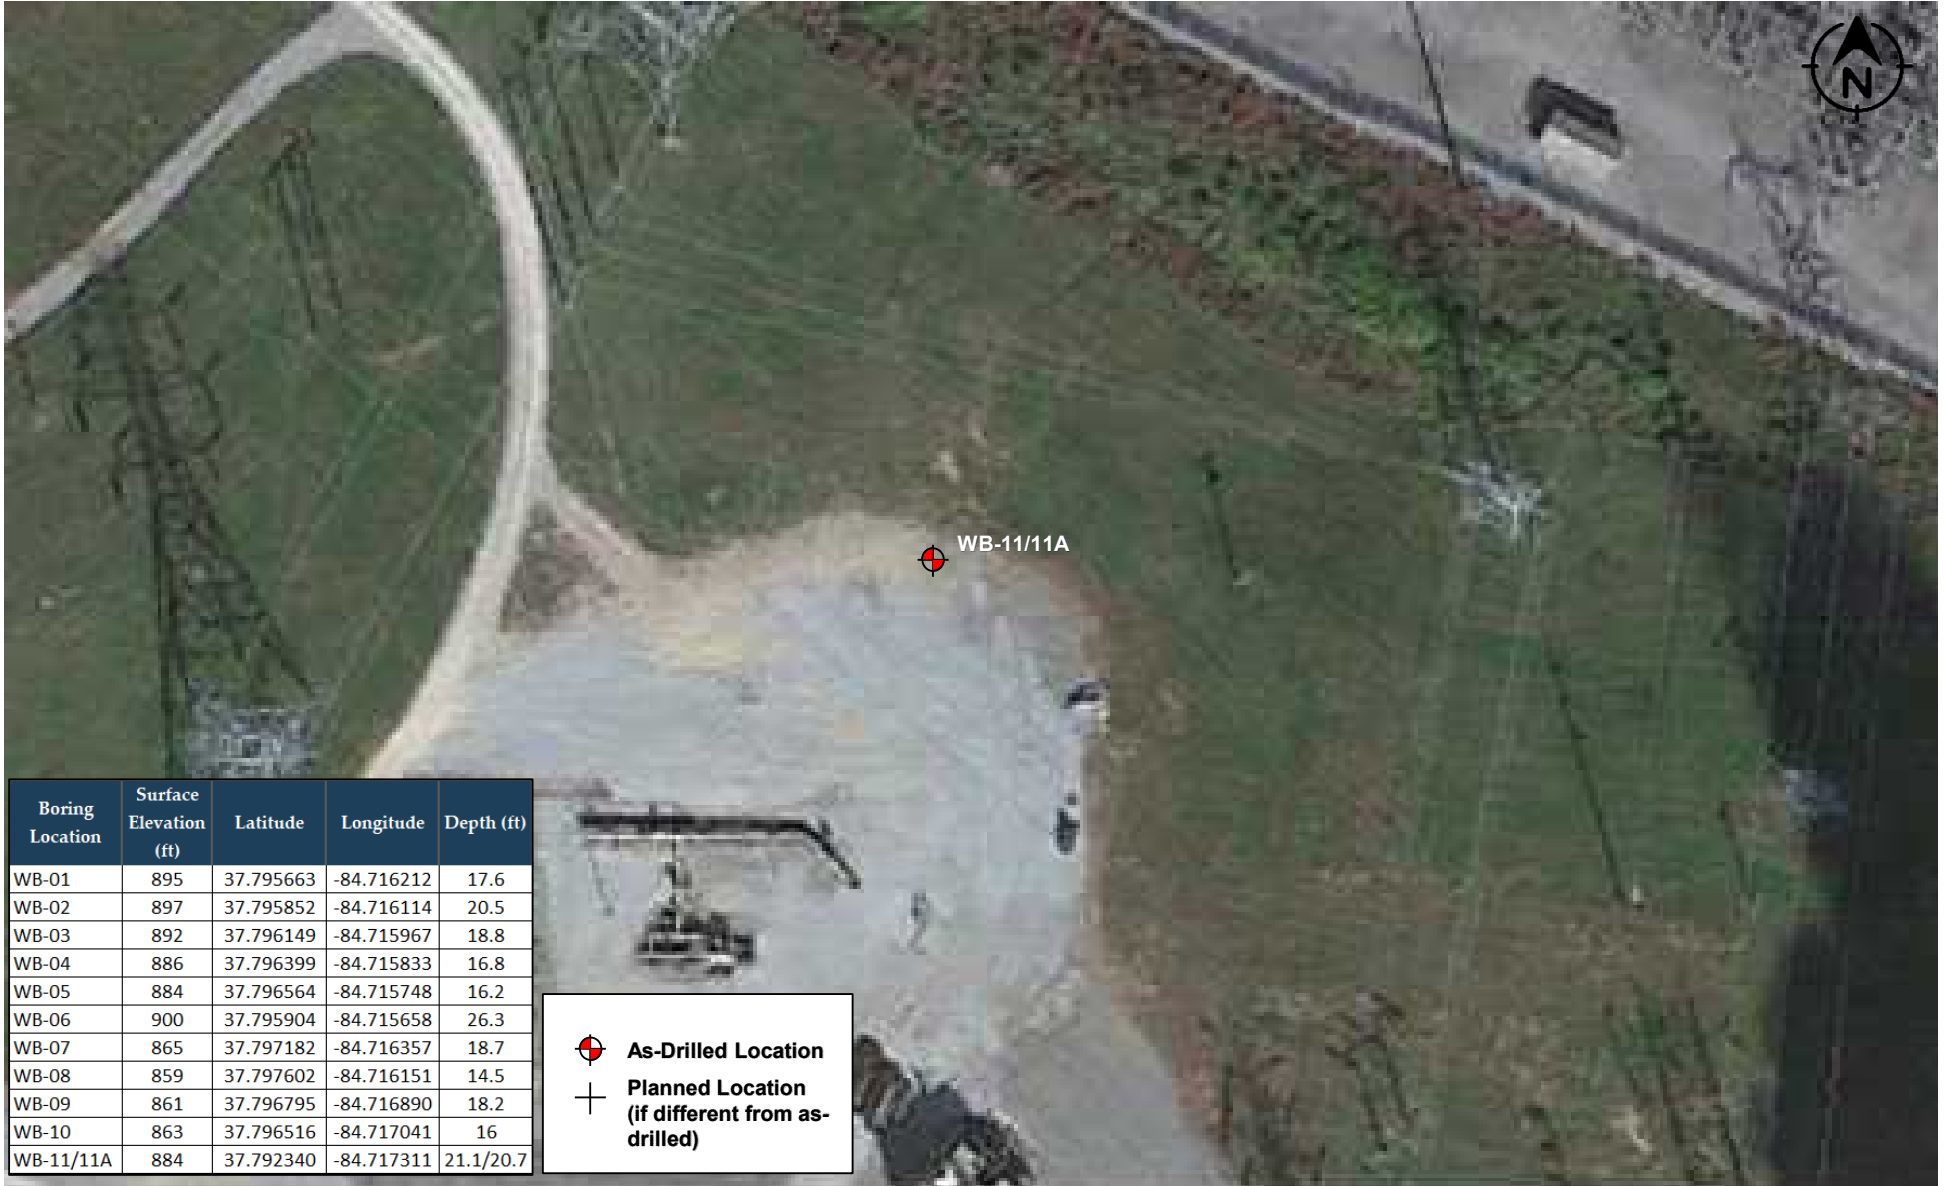 N
WB-11/11A
Boring Location Surface Elevation (ft) Latitude Longitude Depth (ft)
WB-01 895 37.795663 -84.716212 17.6
WB-02 897 37.795852 -84.716114 20.5
WB-03 892 37.796149 -84.715967 18.8
WB-04 886 37.796399 -84.715833 16.8
WB-05 884 37.796564 -84.715748 16.2
WB-06 900 37.795904 -84.715658 26.3
WB-07 865 37.797182 -84.716357 18.7
WB-08 859 37.797602 -84.716151 14.5
WB-09 861 37.796795 -84.716890 18.2
WB-10 863 37.796516 -84.717041 16
WB-11/11A 884 37.792340 -84.717311 21.1/20.7
As-Drilled Location
Planned Location
(if different from as-
drilled)